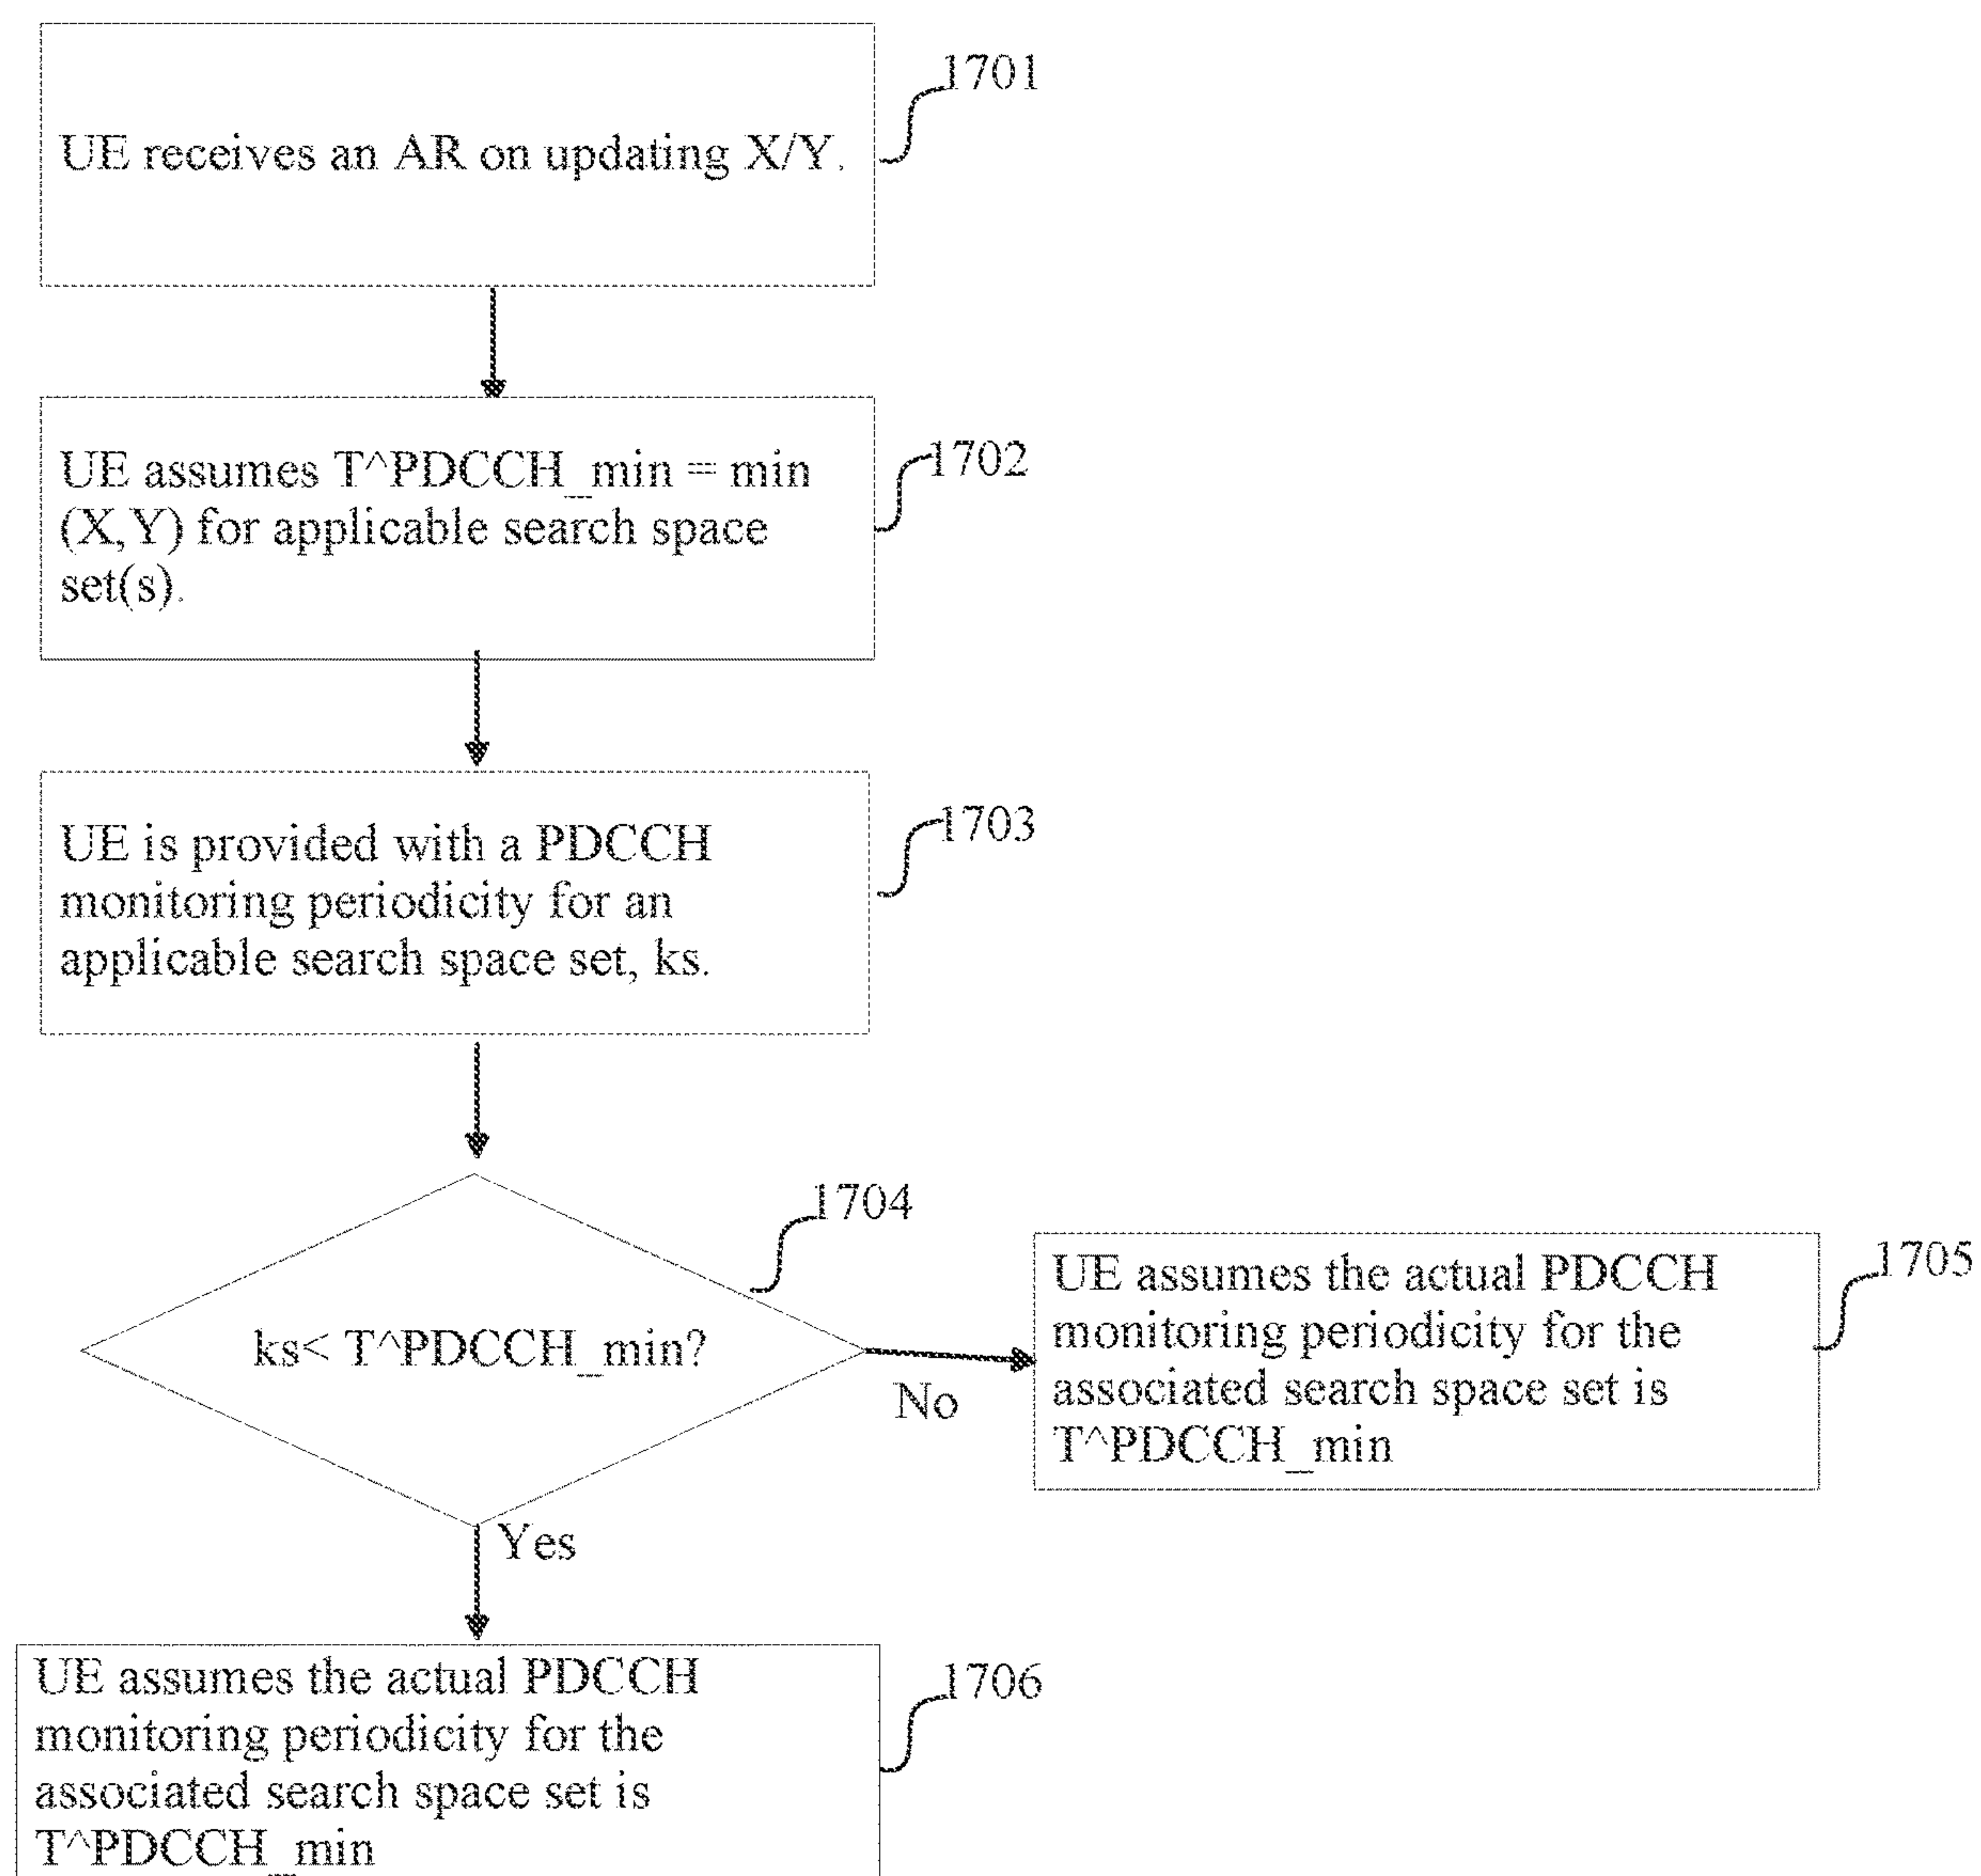 UE receives an AR on updating X/Y.
1701
UE assumes T^PDCCH_min = min
(X,Y) for applicable search space
set(s).
1702
UE is provided with a PDCCH
monitoring periodicity for an
applicable search space set, ks.
1703
1704
ks< T^PDCCH_min?
No
UE assumes the actual PDCCH
monitoring periodicity for the
associated search space set is
T^PDCCH_min
1705
Yes
UE assumes the actual PDCCH
monitoring periodicity for the
associated search space set is
T^PDCCH_min
1706